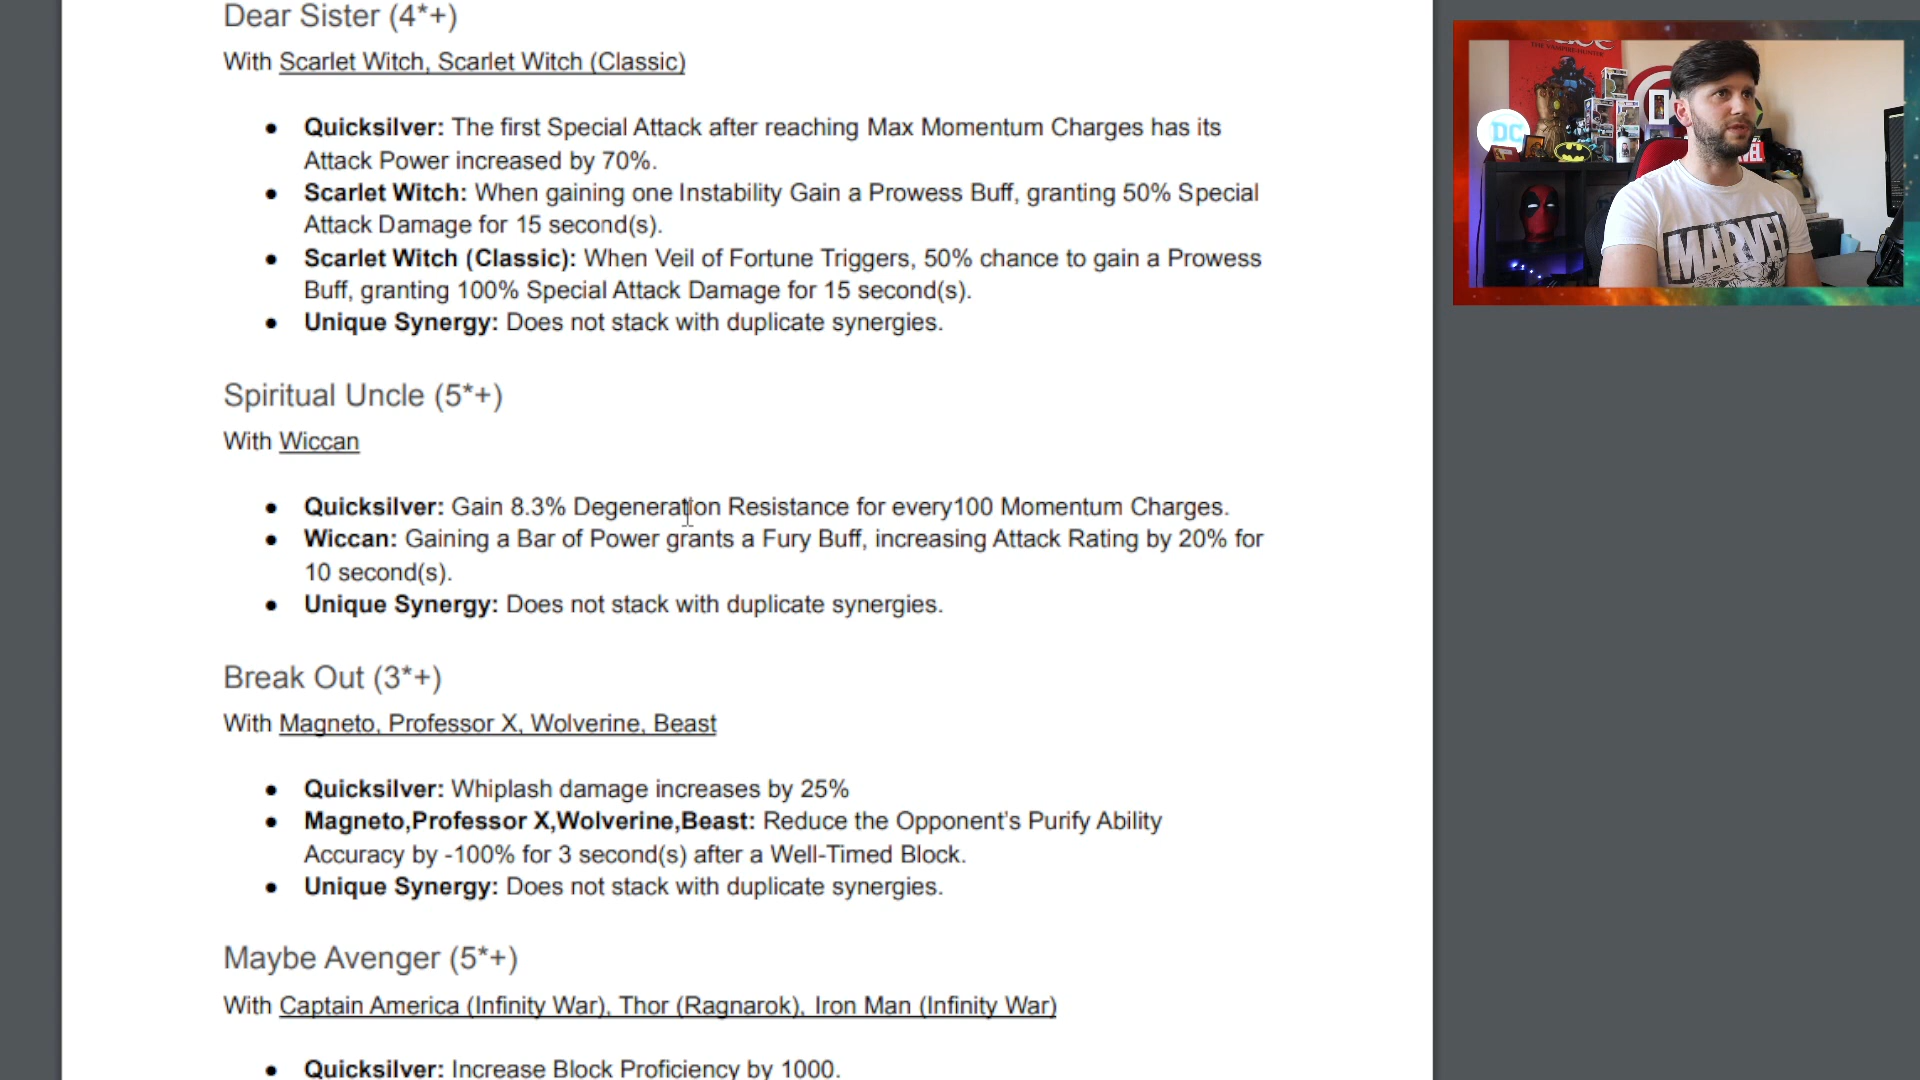 Dear Sister (4*+)
With Scarlet Witch, Scarlet Witch (Classic)
● Quicksilver: The first Special Attack after reaching Max Momentum Charges has its
Attack Power increased by 70%.
● Scarlet Witch: When gaining one Instability Gain a Prowess Buff, granting 50% Special
Attack Damage for 15 second(s).
● Scarlet Witch (Classic): When Veil of Fortune Triggers, 50% chance to gain a Prowess
Buff, granting 100% Special Attack Damage for 15 second(s).
● Unique Synergy: Does not stack with duplicate synergies.
Spiritual Uncle (5*+)
With Wiccan
● Quicksilver: Gain 8.3% Degeneration Resistance for every100 Momentum Charges.
● Wiccan: Gaining a Bar of Power grants a Fury Buff, increasing Attack Rating by 20% for
10 second(s).
● Unique Synergy: Does not stack with duplicate synergies.
Break Out (3*+)
With Magneto, Professor X, Wolverine, Beast
● Quicksilver: Whiplash damage increases by 25%
● Magneto,Professor X,Wolverine,Beast: Reduce the Opponent's Purify Ability
Accuracy by -100% for 3 second(s) after a Well-Timed Block.
● Unique Synergy: Does not stack with duplicate synergies.
Maybe Avenger (5*+)
With Captain America (Infinity War), Thor (Ragnarok), Iron Man (Infinity War)
● Quicksilver: Increase Block Proficiency by 1000.
DC
MARVEL